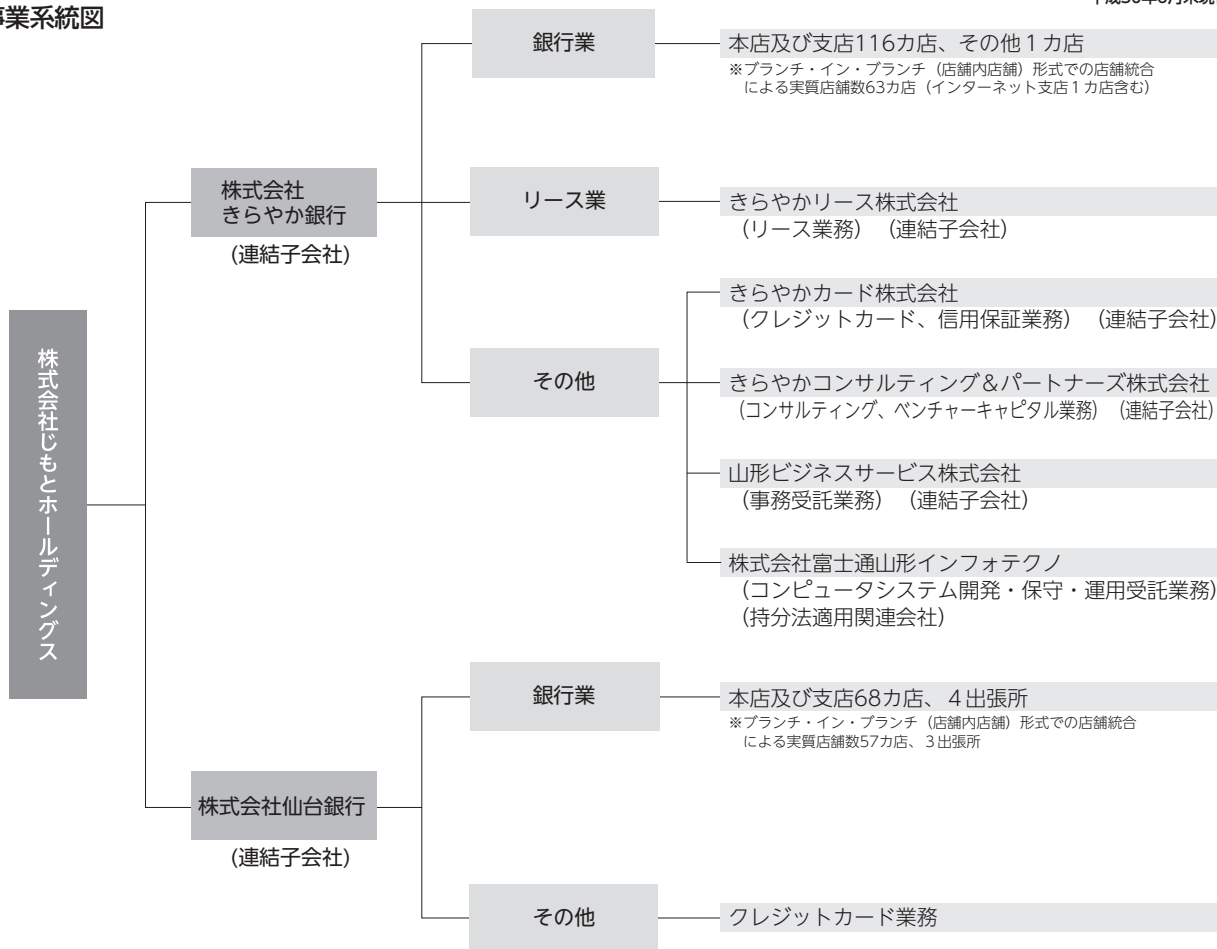 事業系統図
株式会社じもとホールディングス
株式会社
きらやか銀行
(連結子会社)
銀行業
本店及び支店116カ店、その他１カ店
※ブランチ・イン・ブランチ（店舗内店舗）形式での店舗統合
による実質店舗数63カ店（インターネット支店１カ店含む）
リース業
きらやかリース株式会社
（リース業務）（連結子会社）
その他
きらやかカード株式会社
（クレジットカード、信用保証業務）（連結子会社）
きらやかコンサルティング＆パートナーズ株式会社
（コンサルティング、ベンチャーキャピタル業務）（連結子会社）
山形ビジネスサービス株式会社
（事務受託業務）（連結子会社）
株式会社富士通山形インフォテクノ
（コンピュータシステム開発・保守・運用受託業務）
（持分法適用関連会社）
株式会社仙台銀行
(連結子会社)
銀行業
本店及び支店68カ店、４出張所
※ブランチ・イン・ブランチ（店舗内店舗）形式での店舗統合
による実質店舗数57カ店、３出張所
その他
クレジットカード業務